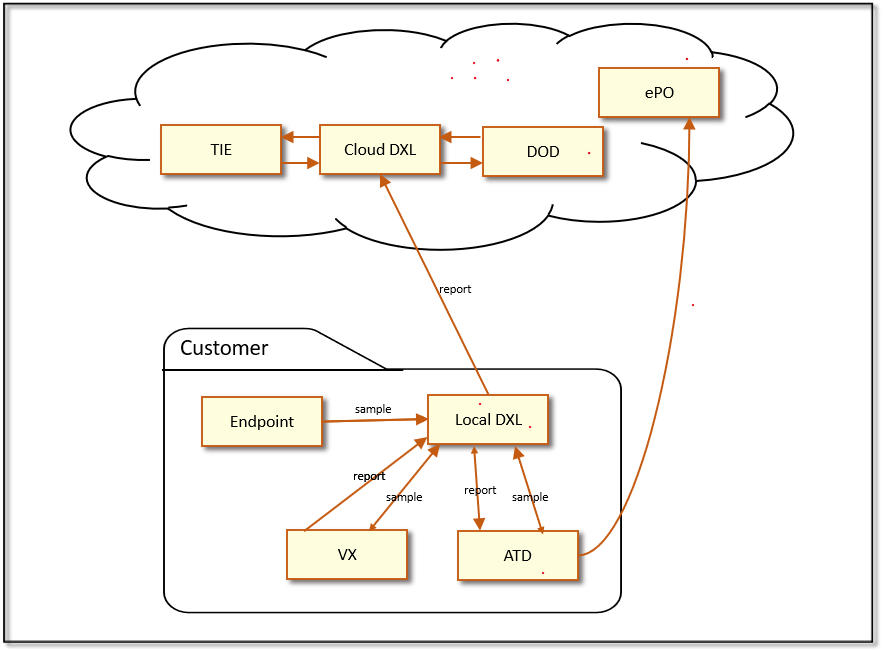 ePO
TIE
Cloud DXL
DOD
report
Customer
Endpoint
sample
Local DXL
report
sample
report
sample
VX
ATD